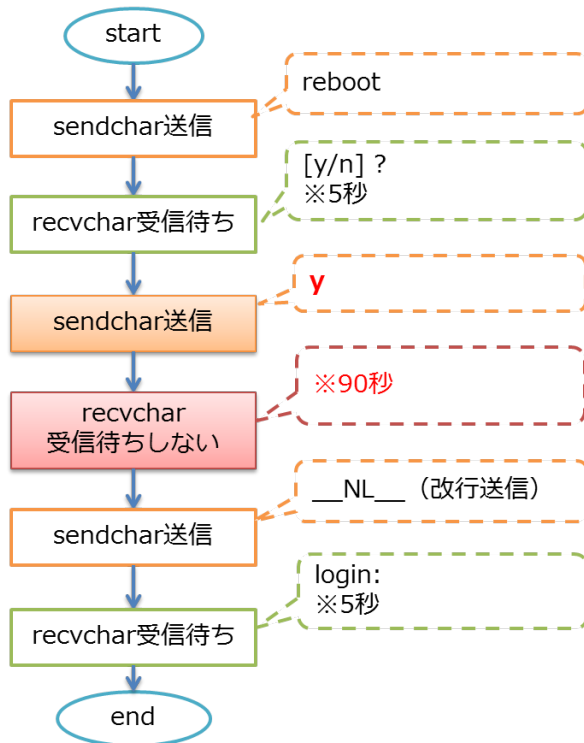 start
reboot
sendchar送信
[y/n] ?
※5秒
recvchar受信待ち
y
sendchar送信
※90秒
recvchar
受信待ちしない
__NL__（改行送信）
sendchar送信
login:
※5秒
recvchar受信待ち
end